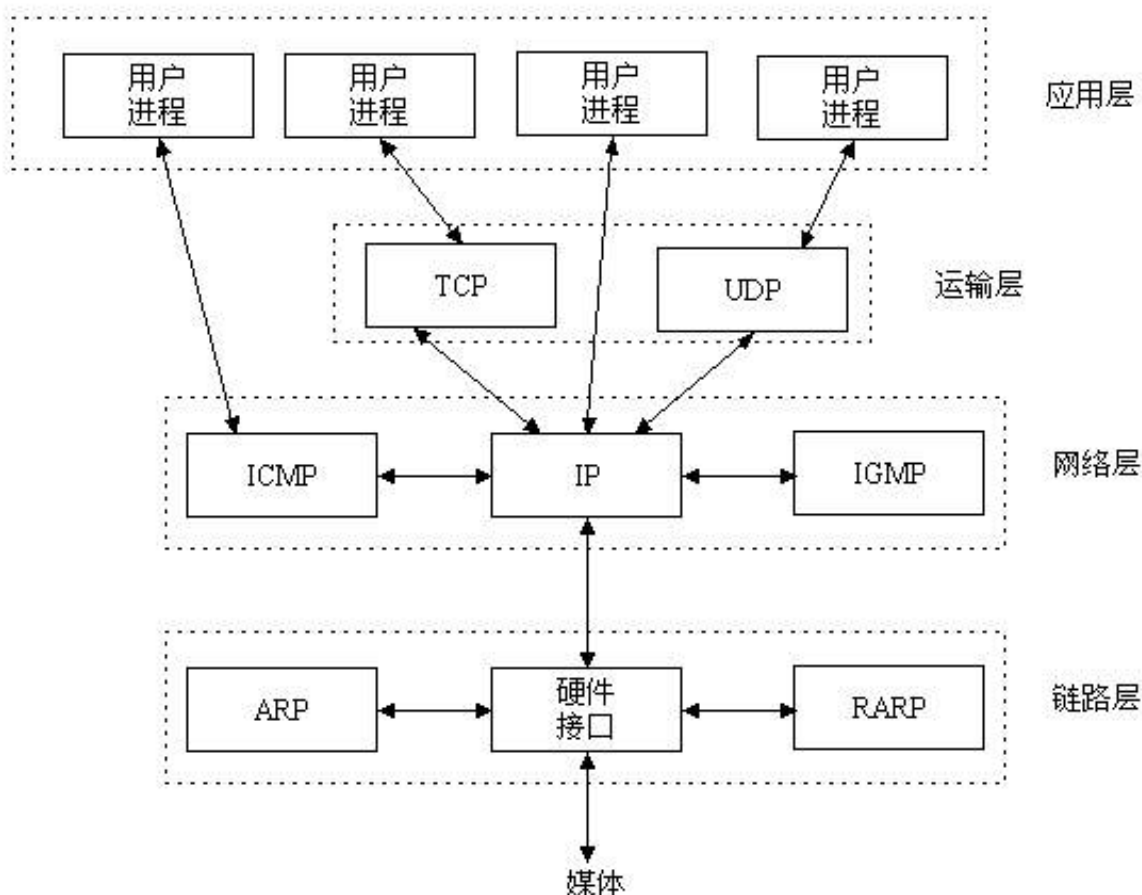 用户
进程
用户
进程
用户
进程
用户
进程
应用层
TCP
UDP
运输层
ICMP
IP
IGMP
网络层
ARP
硬件
接口
RARP
链路层
媒体